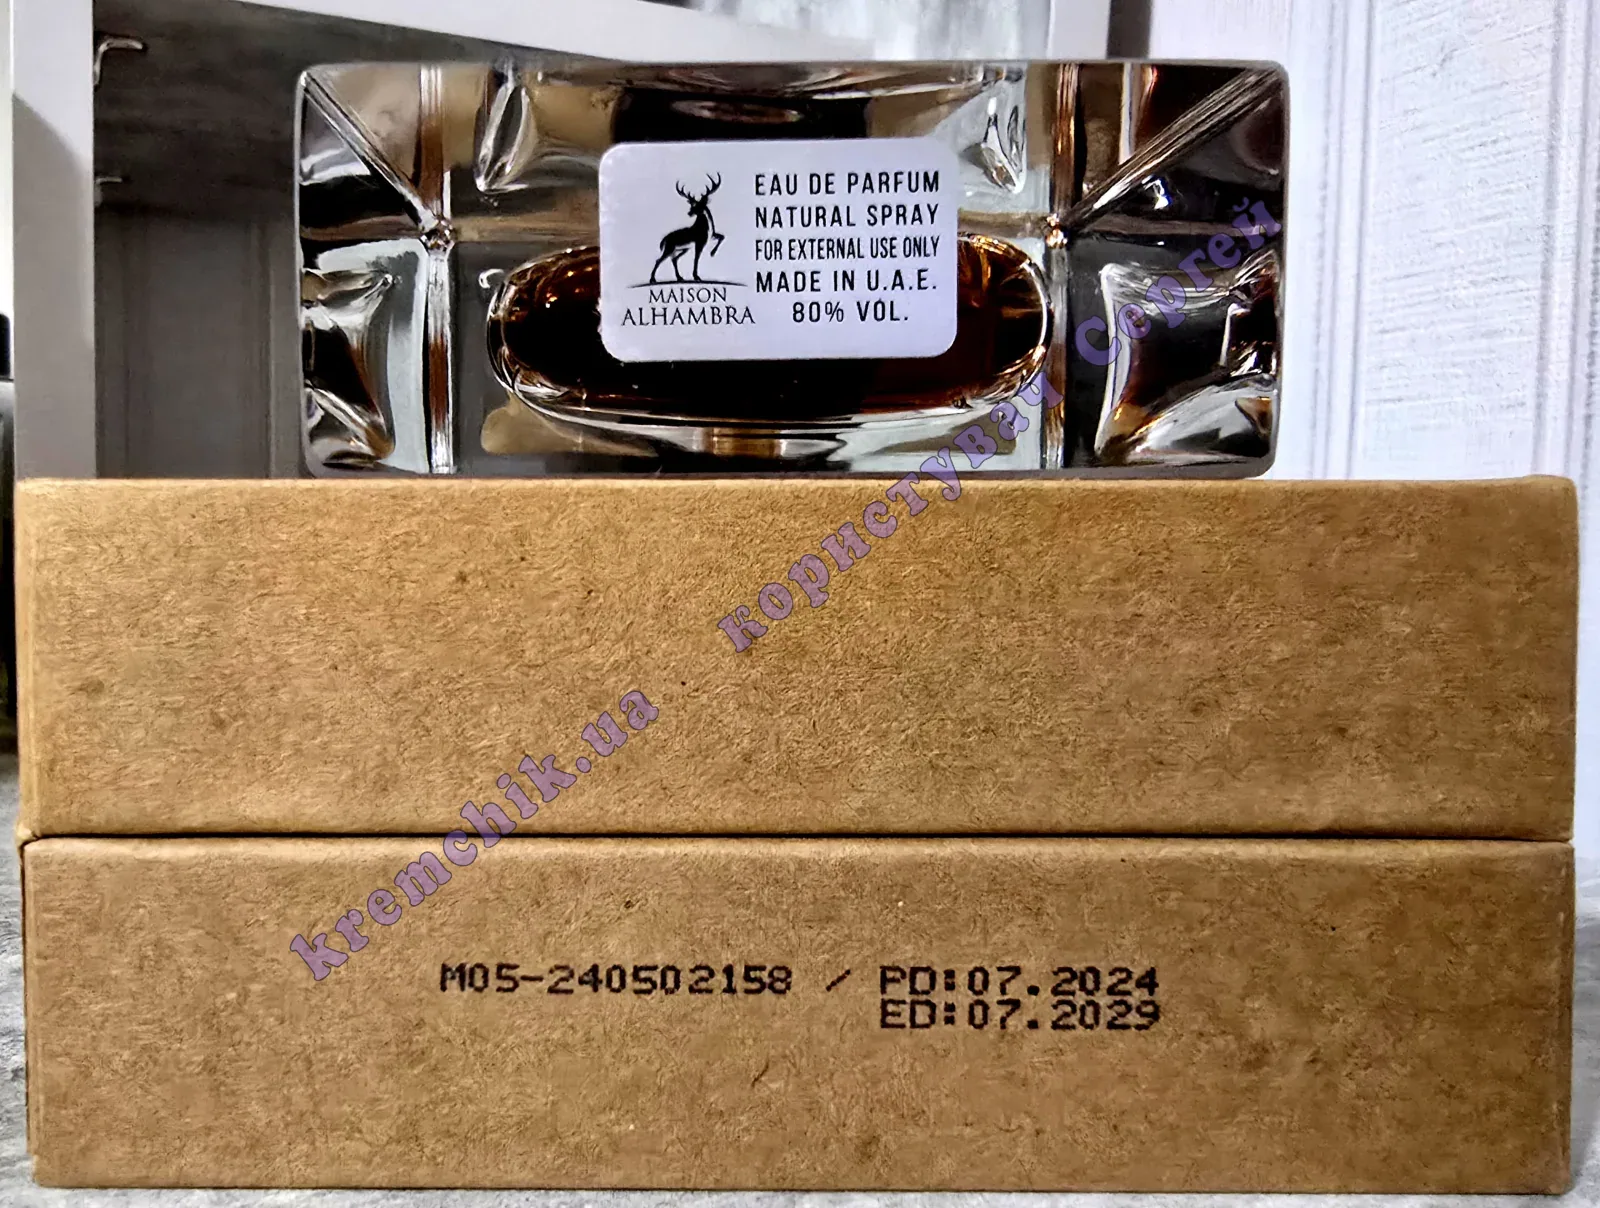 EAU DE PARFUM
NATURAL SPRAY
FOR EXTERNAL USE ONLY
MADE IN U.A.E.
80% VOL.
MAISON
ALHAMBRA
kremchik.ua - користувач Сергей
M05-240502158 / PD:07.2024
ED:07.2029